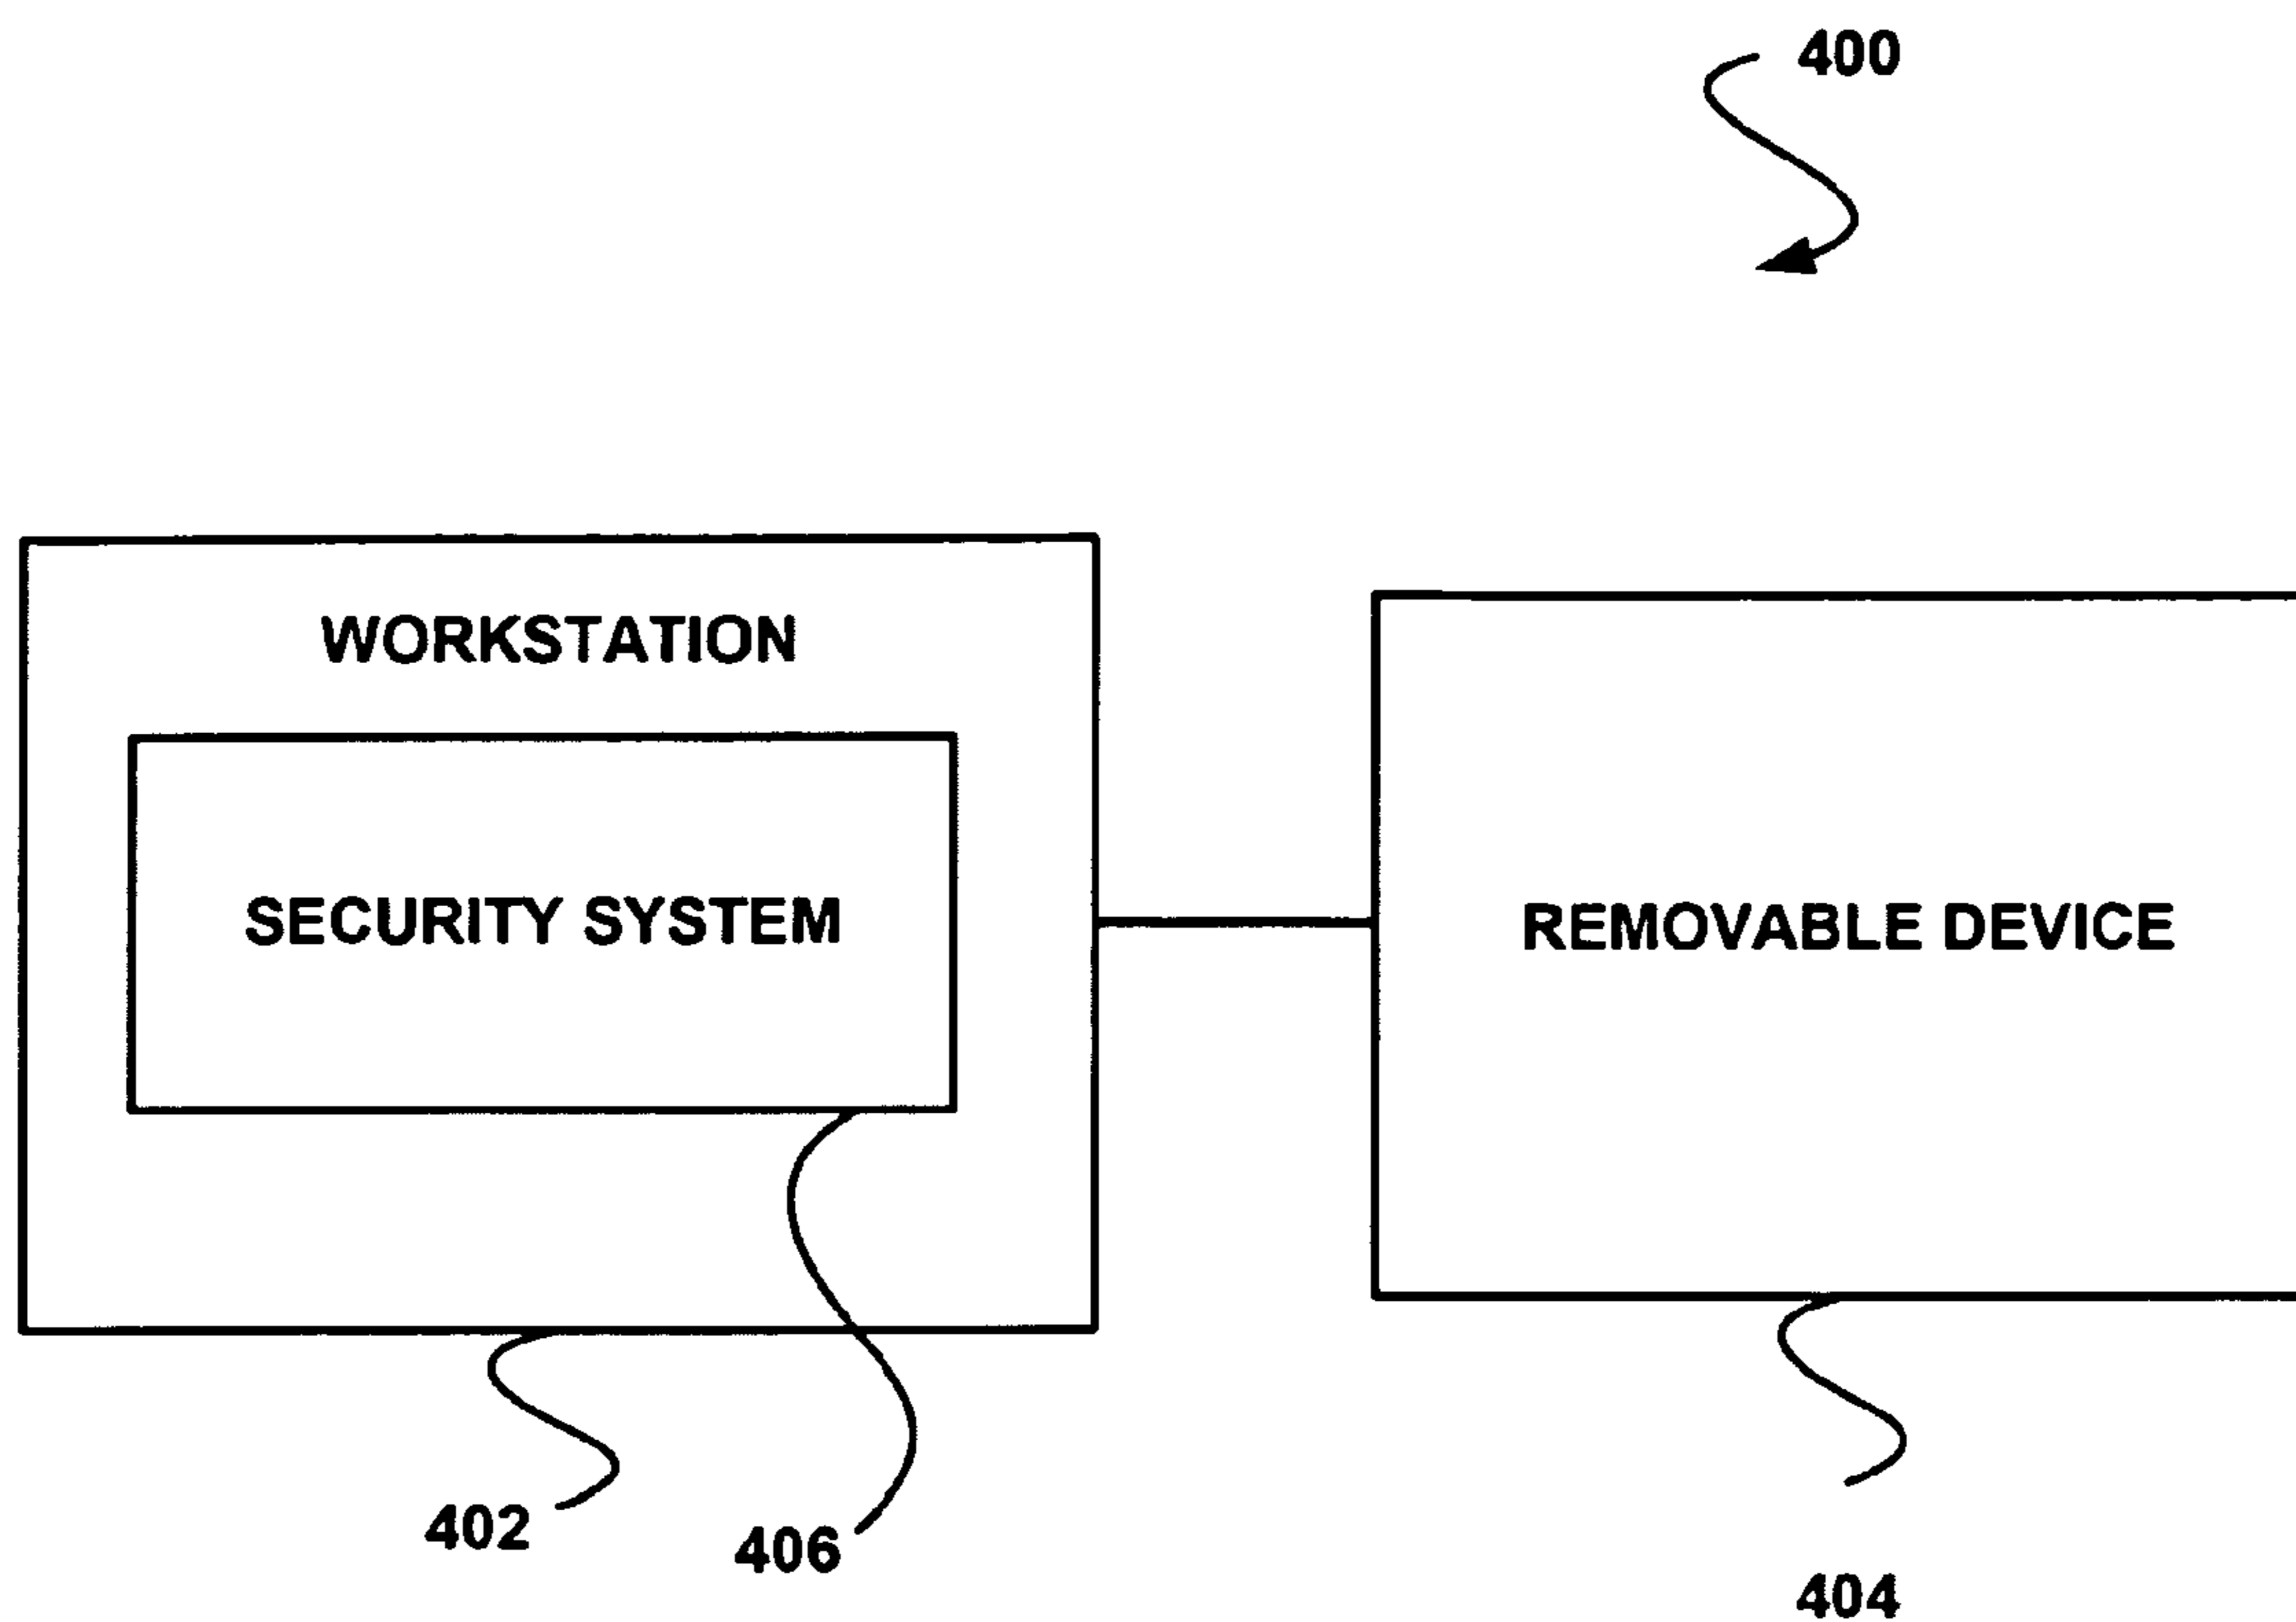 400
WORKSTATION
SECURITY SYSTEM
REMOVABLE DEVICE
402
406
404